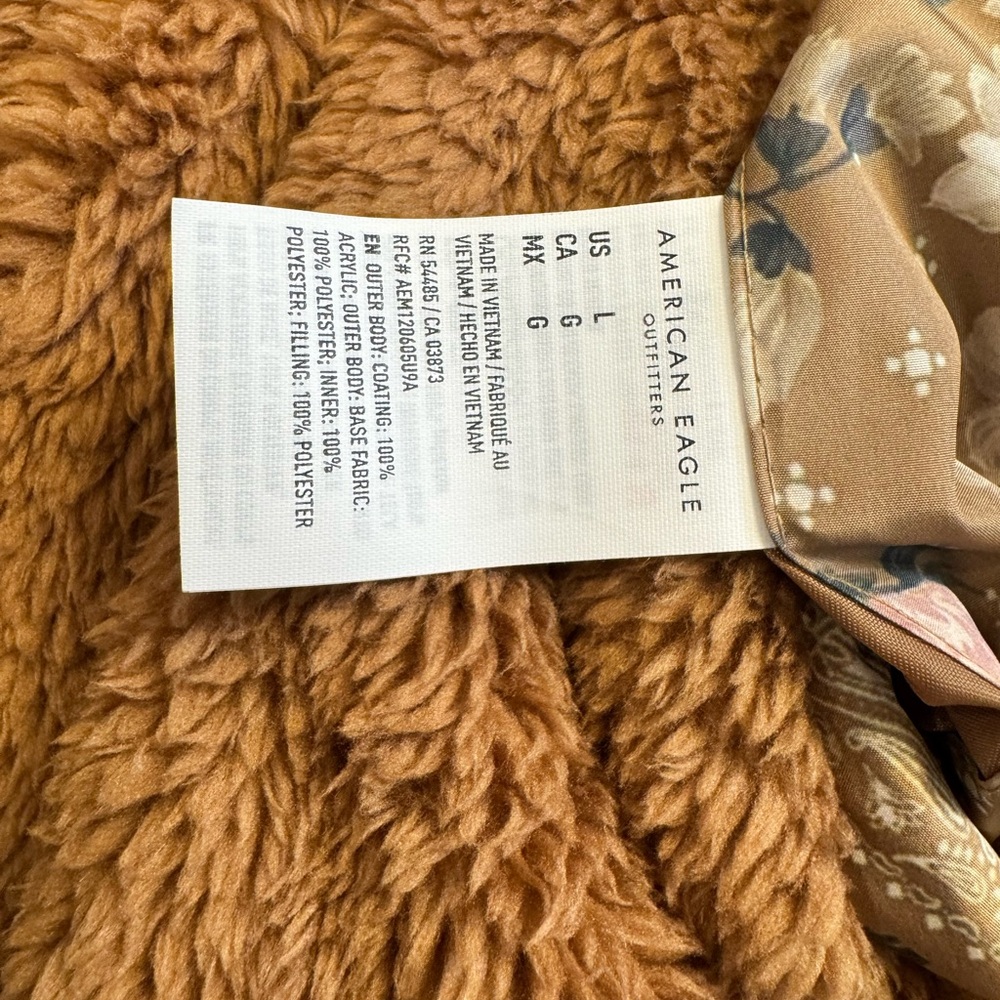 AMERICAN EAGLE
OUTFITTERS
US L
CA G
MX G
MADE IN VIETNAM / FABRIQUÉ AU
VIETNAM / HECHO EN VIETNAM
RN 54485 / CA 03873
RFC# AEM120605U9A
EN OUTER BODY: COATING: 100%
ACRYLIC; OUTER BODY: BASE FABRIC:
100% POLYESTER; INNER: 100%
POLYESTER; FILLING: 100% POLYESTER